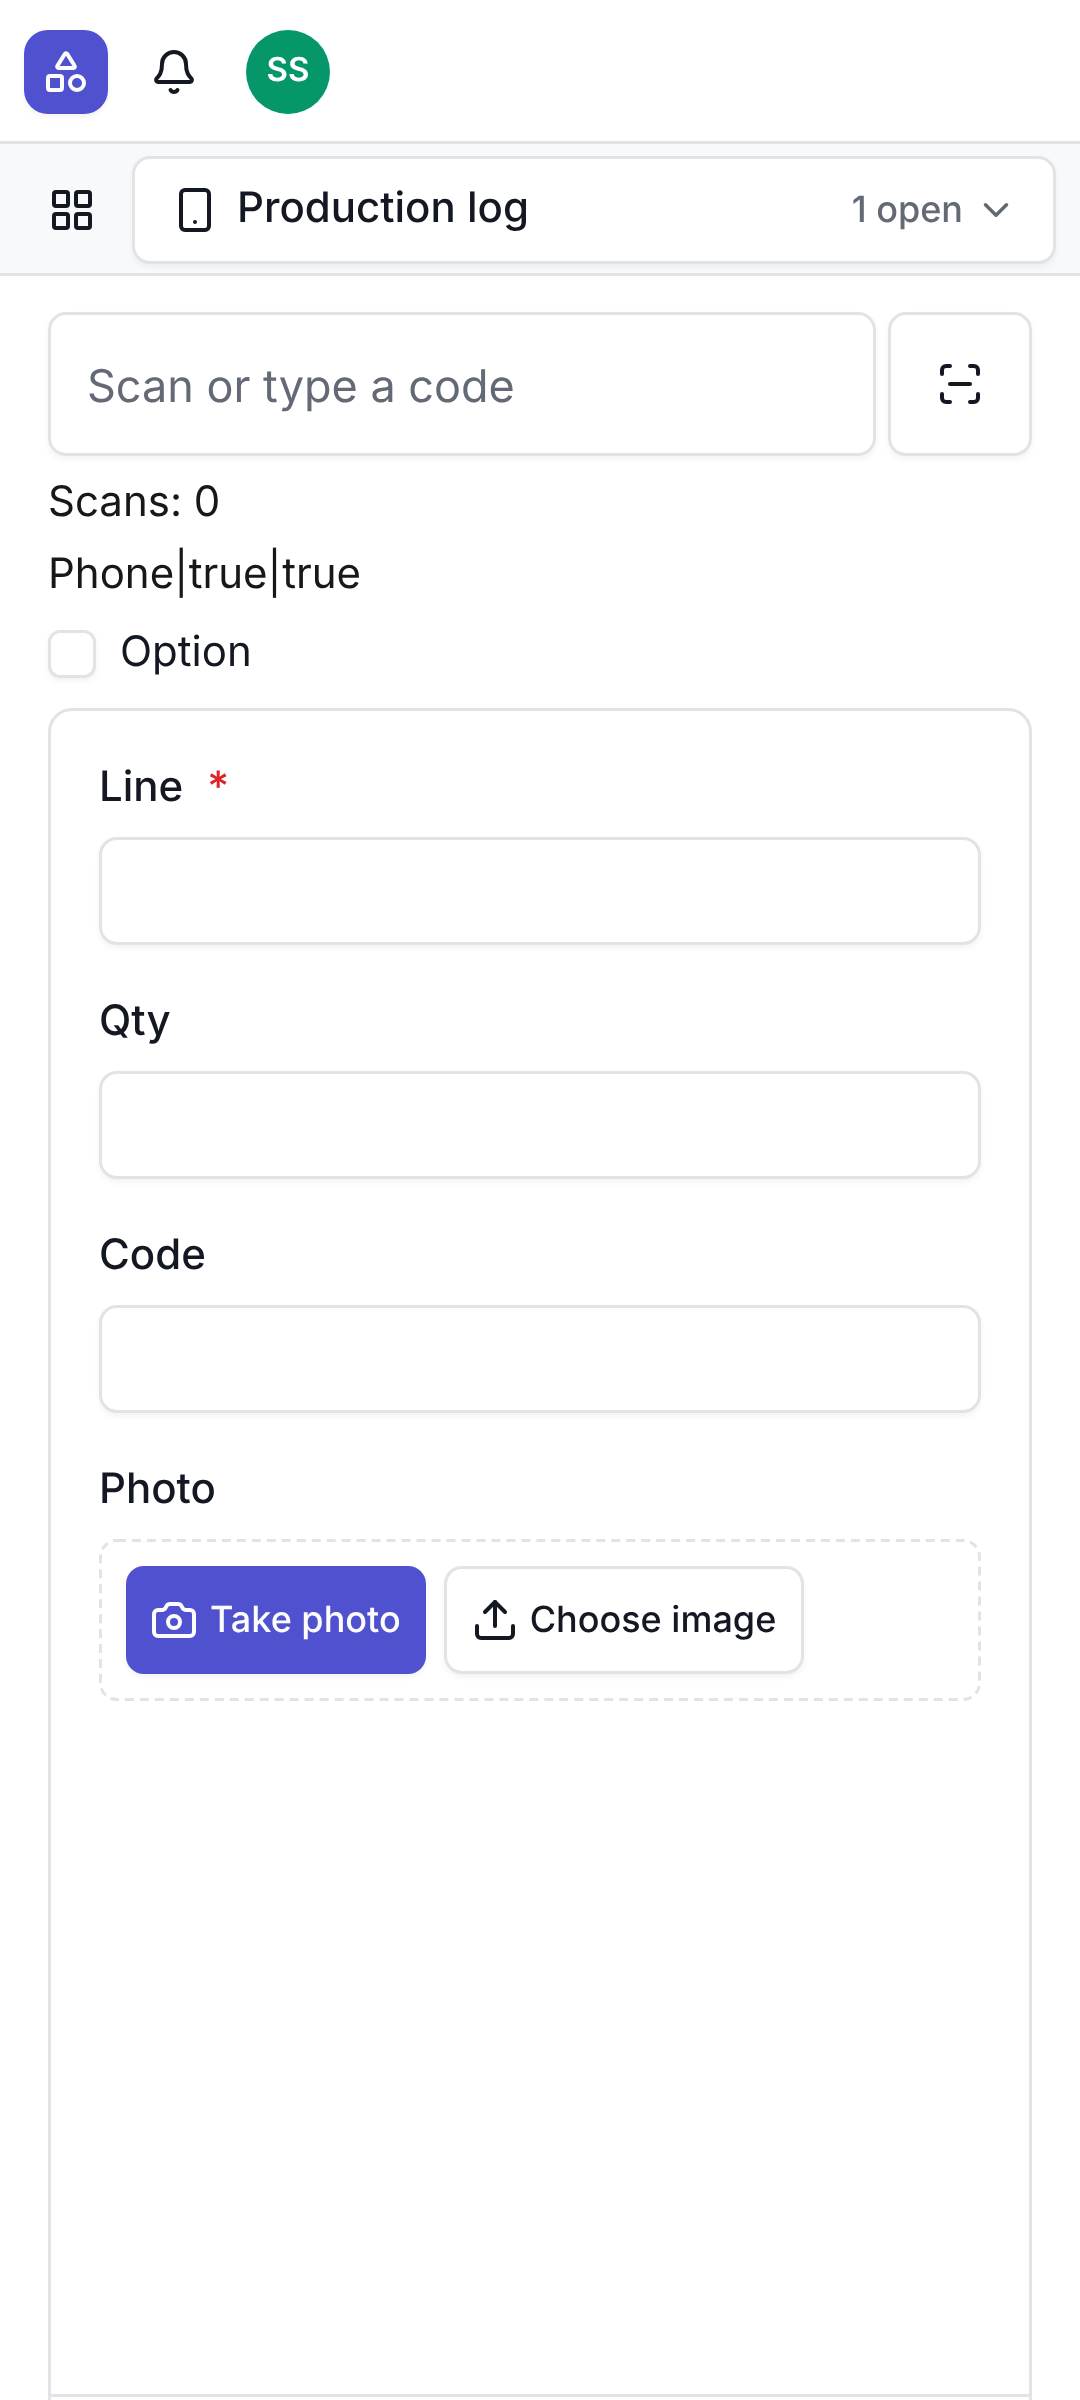 SS
Production log
1 open
Scan or type a code
Scans: 0
Phone|true|true
Option
Line *
Qty
Code
Photo
Take photo
Choose image